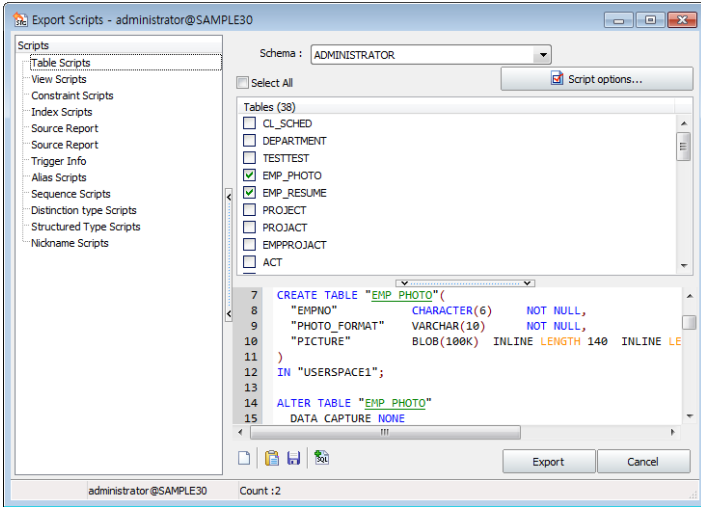 Export Scripts - administrator@SAMPLE30
Scripts
Table Scripts
View Scripts
Constraint Scripts
Index Scripts
Source Report
Source Report
Trigger Info
Alias Scripts
Sequence Scripts
Distinction type Scripts
Structured Type Scripts
Nickname Scripts
Schema : ADMINISTRATOR
Select All
Script options...
Tables (38)
CL_SCHED
DEPARTMENT
TESTTEST
EMP_PHOTO
EMP_RESUME
PROJECT
PROJACT
EMPPROJACT
ACT
7 CREATE TABLE "EMP_PHOTO"(
8 "EMPNO" CHARACTER(6) NOT NULL,
9 "PHOTO_FORMAT" VARCHAR(10) NOT NULL,
10 "PICTURE" BLOB(100K) INLINE LENGTH 140 INLINE LE
11 )
12 IN "USERSPACE1";
13
14 ALTER TABLE "EMP_PHOTO"
15 DATA CAPTURE NONE
SQL
Export
Cancel
administrator@SAMPLE30
Count :2